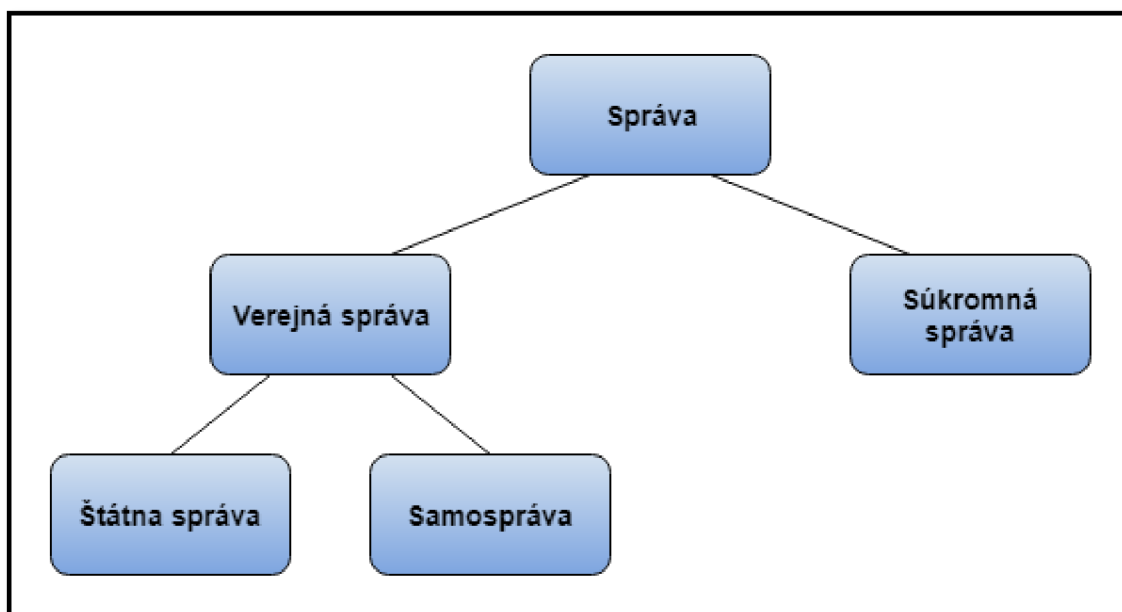 Správa
Verejná správa
Súkromná
správa
Štátna správa
Samospráva